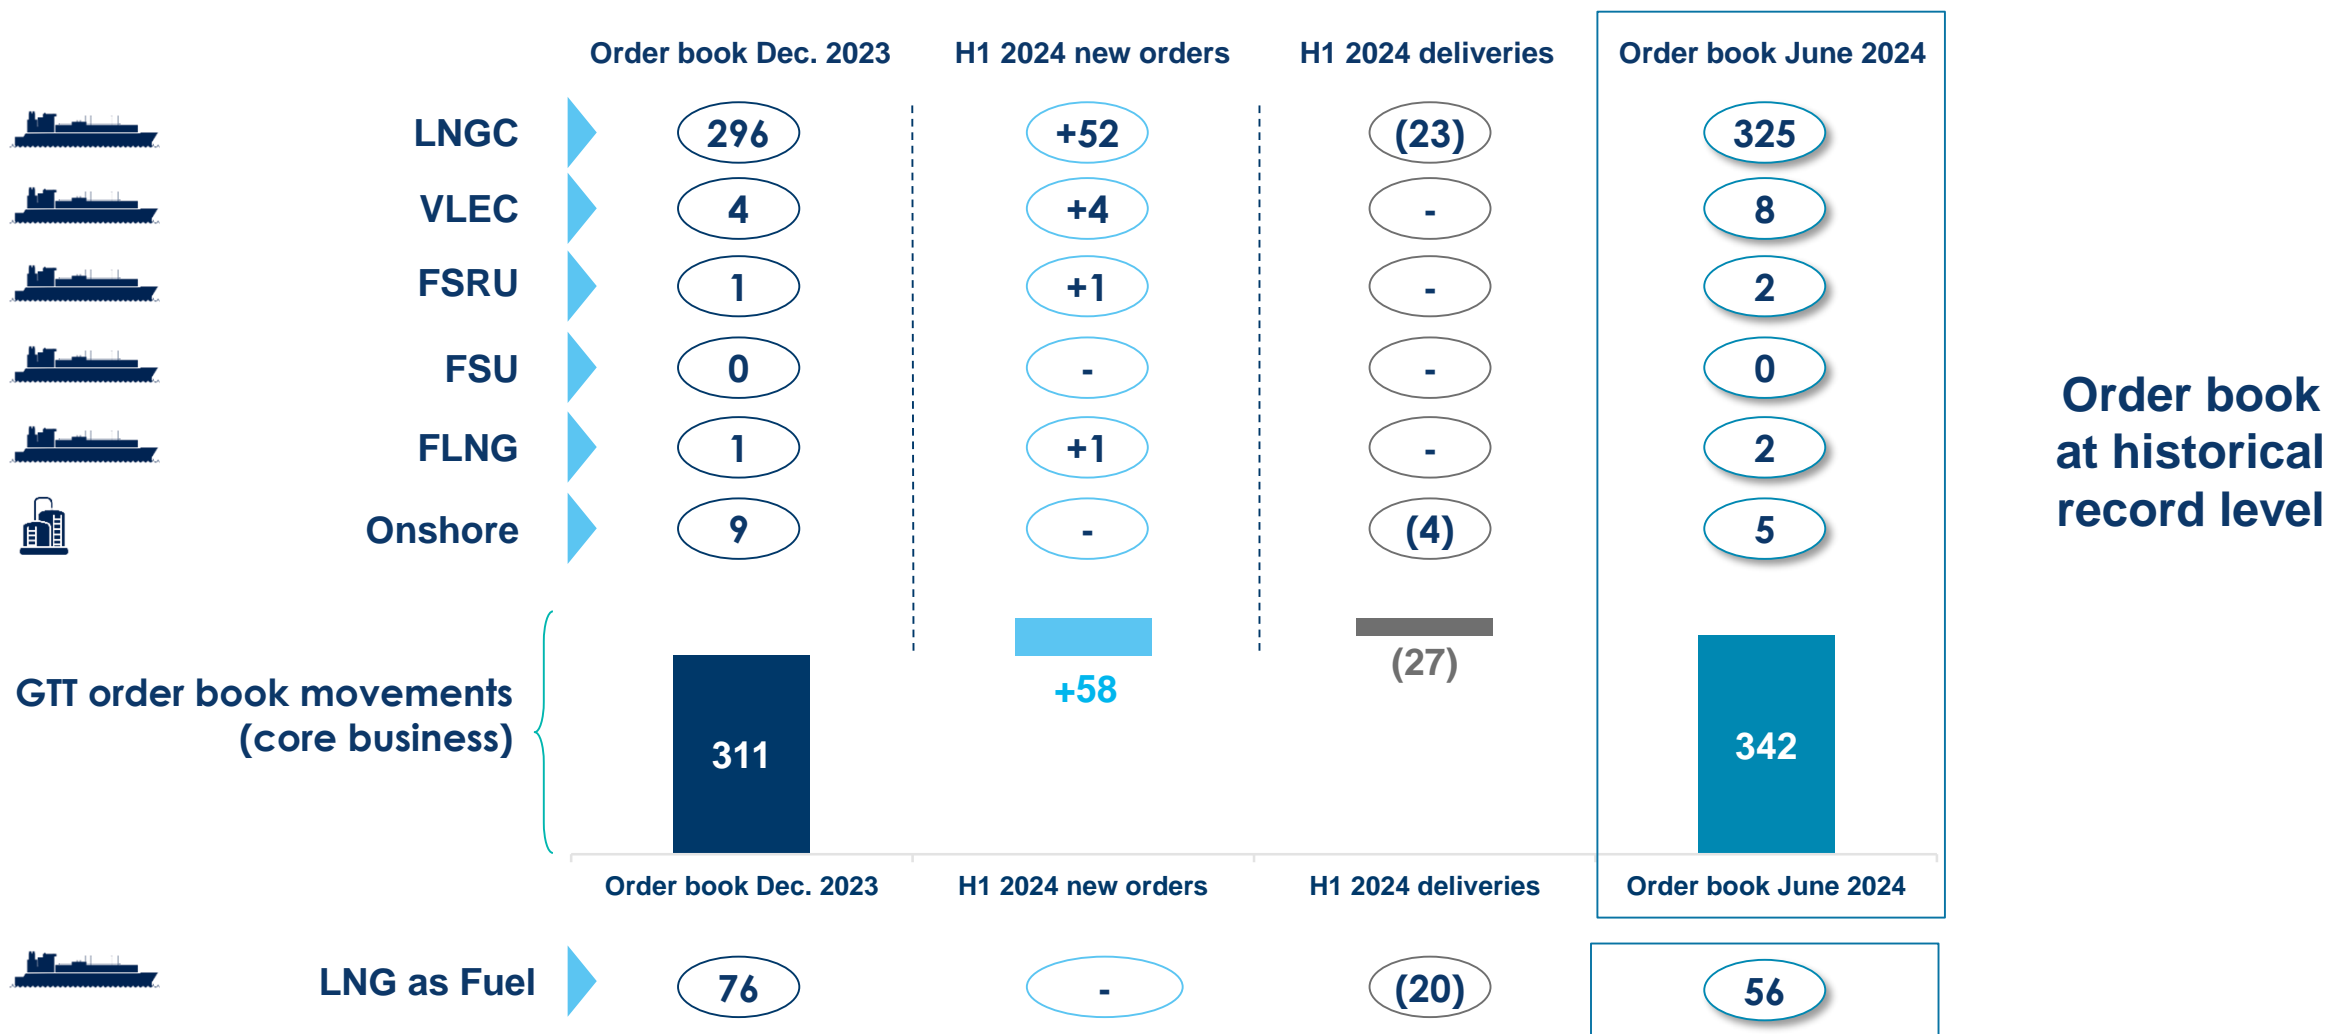 Order book Dec. 2023 H1 2024 new orders H1 2024 deliveries Order book June 2024
LNGC 296 +52 (23) 325
VLEC 4 +4 - 8
FSRU 1 +1 - 2
FSU 0 - - 0
FLNG 1 +1 - 2
Onshore 9 - (4) 5
Order book
at historical
record level
GTT order book movements
(core business)
311 +58 (27) 342
Order book Dec. 2023 H1 2024 new orders H1 2024 deliveries Order book June 2024
LNG as Fuel 76 - (20) 56